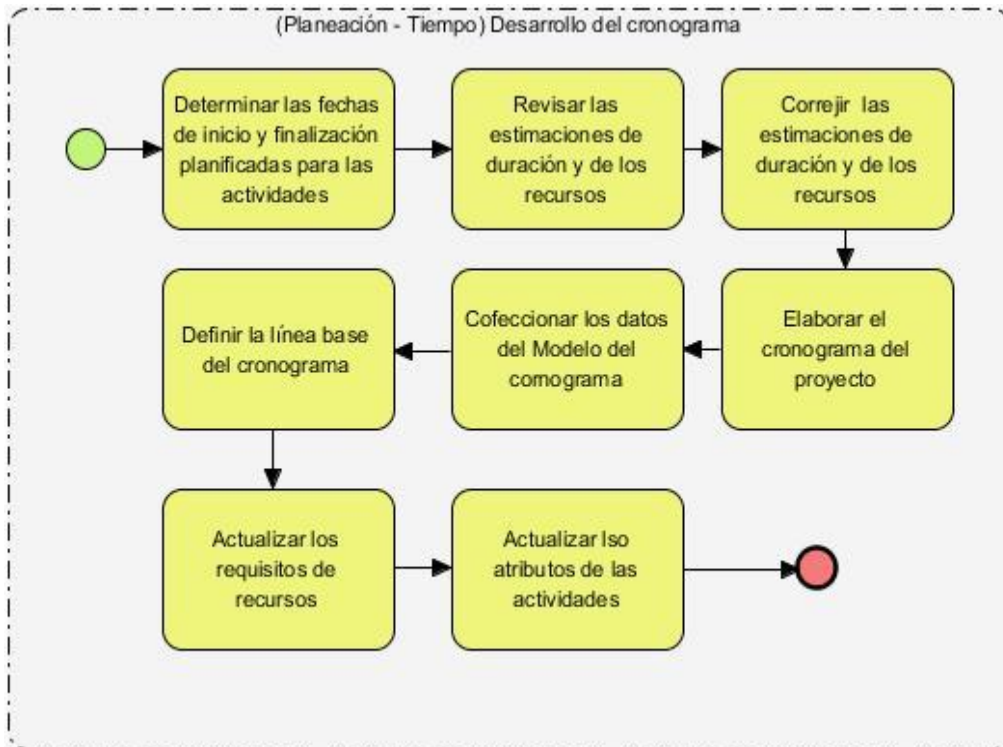 (Planeación - Tiempo) Desarrollo del cronograma
Determinar las fechas
de inicio y finalización
planificadas para las
actividades
Revisar las
estimaciones de
duración y de los
recursos
Correjir las
estimaciones de
duración y de los
recursos
Elaborar el
cronograma del
proyecto
Cofeccionar los datos
del Modelo del
cornograma
Definir la línea base
del cronograma
Actualizar los
requisitos de
recursos
Actualizar lso
atributos de las
actividades